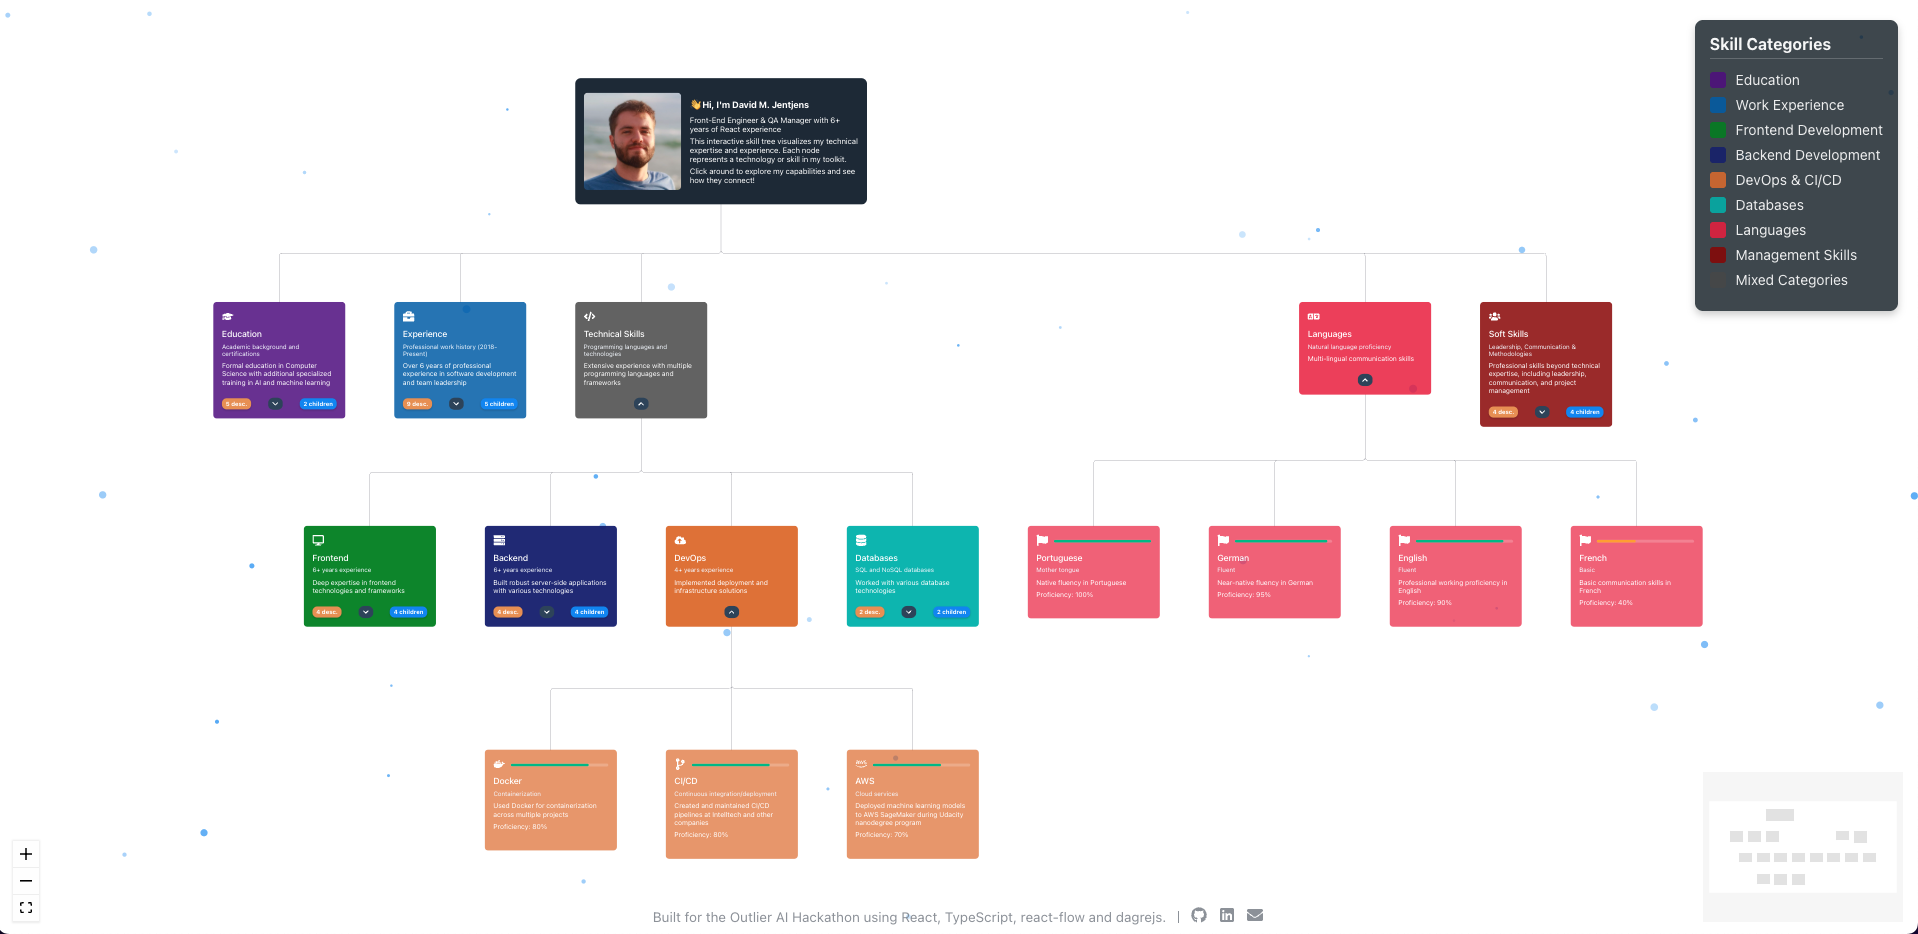 👋Hi, I'm David M. Jentjens
Front-End Engineer & QA Manager with 6+
years of React experience
This interactive skill tree visualizes my technical
expertise and experience. Each node
represents a technology or skill in my toolkit.
Click around to explore my capabilities and see
how they connect!
Skill Categories
Education
Work Experience
Frontend Development
Backend Development
DevOps & CI/CD
Databases
Languages
Management Skills
Mixed Categories
Education
Academic background and
certifications
Formal education in Computer
Science with additional specialized
training in AI and machine learning
5 desc.
2 children
Experience
Professional work history (2018-
Present)
Over 6 years of professional
experience in software development
and team leadership
9 desc.
5 children
Technical Skills
Programming languages and
technologies
Extensive experience with multiple
programming languages and
frameworks
Languages
Natural language proficiency
Multi-lingual communication skills
Soft Skills
Leadership, Communication &
Methodologies
Professional skills beyond technical
expertise, including leadership,
communication, and project
management
4 desc.
4 children
Frontend
6+ years experience
Deep expertise in frontend
technologies and frameworks
4 desc.
4 children
Backend
6+ years experience
Built robust server-side applications
with various technologies
4 desc.
4 children
DevOps
4+ years experience
Implemented deployment and
infrastructure solutions
Databases
SQL and NoSQL databases
Worked with various database
technologies
2 desc.
2 children
Portuguese
Mother tongue
Native fluency in Portuguese
Proficiency: 100%
German
Fluent
Near-native fluency in German
Proficiency: 95%
English
Fluent
Professional working proficiency in
English
Proficiency: 90%
French
Basic
Basic communication skills in
French
Proficiency: 40%
Docker
Containerization
Used Docker for containerization
across multiple projects
Proficiency: 80%
CI/CD
Continuous integration/deployment
Created and maintained CI/CD
pipelines at Intelltech and other
companies
Proficiency: 80%
aws
AWS
Cloud services
Deployed machine learning models
to AWS SageMaker during Udacity
nanodegree program
Proficiency: 70%
Built for the Outlier AI Hackathon using React, TypeScript, react-flow and dagrejs. |